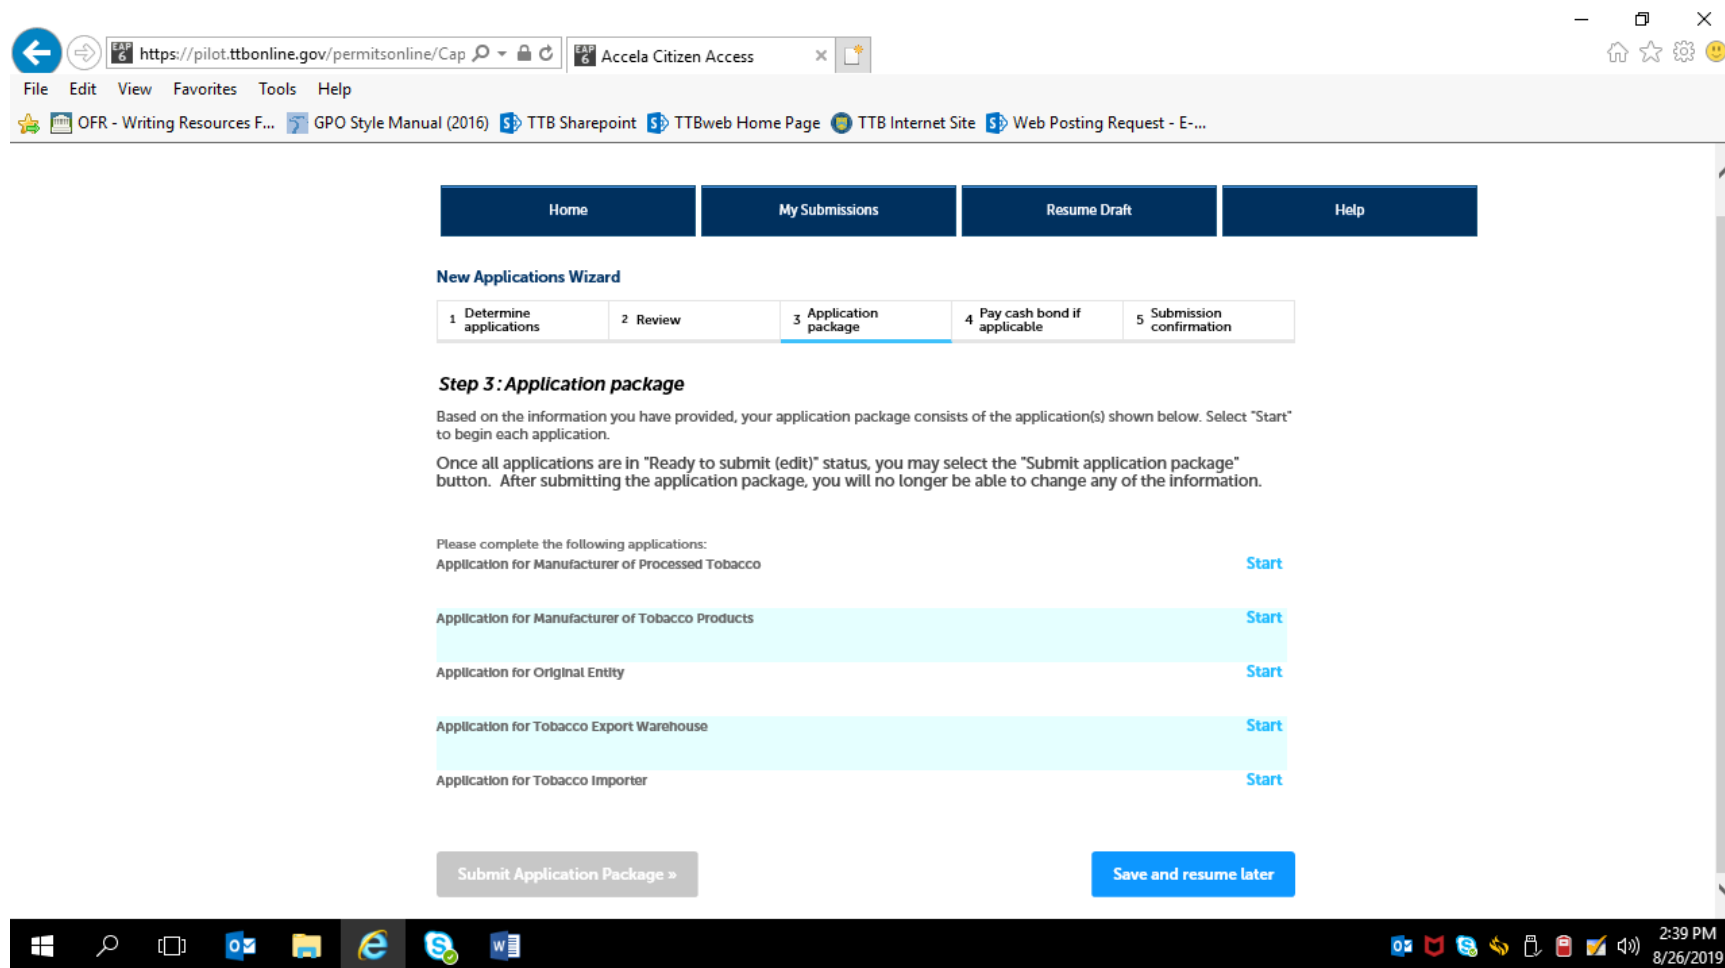 https://pilot.ttbonline.gov/permitsonline/Cap
EAP 6 Accela Citizen Access
File Edit View Favorites Tools Help
OFR - Writing Resources F... GPO Style Manual (2016) TTB Sharepoint TTBweb Home Page TTB Internet Site Web Posting Request - E-...
Home My Submissions Resume Draft Help
New Applications Wizard
1 Determine applications 2 Review 3 Application package 4 Pay cash bond if applicable 5 Submission confirmation
Step 3: Application package
Based on the information you have provided, your application package consists of the application(s) shown below. Select "Start"
to begin each application.
Once all applications are in "Ready to submit (edit)" status, you may select the "Submit application package"
button. After submitting the application package, you will no longer be able to change any of the information.
Please complete the following applications:
Application for Manufacturer of Processed Tobacco Start
Application for Manufacturer of Tobacco Products Start
Application for Original Entity Start
Application for Tobacco Export Warehouse Start
Application for Tobacco Importer Start
Submit Application Package » Save and resume later
2:39 PM
8/26/2019